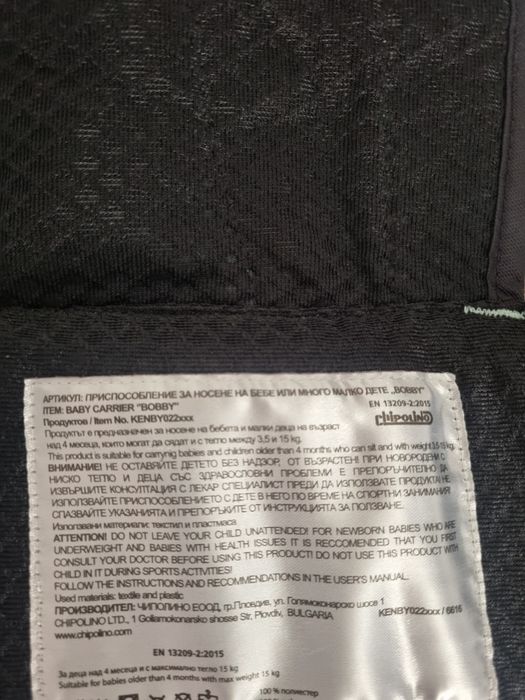 АРТИКУЛ: ПРИСПОСОБЛЕНИЕ ЗА НОСЕНЕ НА БЕБЕ ИЛИ МНОГО МАЛКО ДЕТЕ „BOBBY“
ITEM: BABY CARRIER "BOBBY"
EN 13209-2:2015
Продуктов / Item No. KENBY022xxx
chipolino
Продуктът е предназначен за носене на бебета и малки деца на възраст
над 4 месеца, които могат да седят и с тегло между 3,5 и 15 kg.
This product is suitable for carrynig babies and children older than 4 months who can sit and with weight 3.5-15 kg.
ВНИМАНИЕ! НЕ ОСТАВЯЙТЕ ДЕТЕТО БЕЗ НАДЗОР, ОТ ВЪЗРАСТЕН! ПРИ НОВОРОДЕНИ С
НИСКО ТЕГЛО И ДЕЦА СЪС ЗДРАВОСЛОВНИ ПРОБЛЕМИ Е ПРЕПОРЪЧИТЕЛНО ДА
ИЗВЪРШИТЕ КОНСУЛТАЦИЯ С ЛЕКАР СПЕЦИАЛИСТ ПРЕДИ ДА ИЗПОЛЗВАТЕ ПРОДУКТА! НЕ
ИЗПОЛЗВАЙТЕ ПРИСПОСОБЛЕНИЕТО С ДЕТЕ В НЕГО ПО ВРЕМЕ НА СПОРТНИ ЗАНИМАНИЯ!
СПАЗВАЙТЕ УКАЗАНИЯТА И ПРЕПОРЪКИТЕ ОТ ИНСТРУКЦИЯТА ЗА ПОЛЗВАНЕ.
Използвани материали: текстил и пластмаса
ATTENTION! DO NOT LEAVE YOUR CHILD UNATTENDED! FOR NEWBORN BABIES WHO ARE
UNDERWEIGHT AND BABIES WITH HEALTH ISSUES IT IS RECCOMENDED THAT YOU FIRST
CONSULT YOUR DOCTOR BEFORE USING THIS PRODUCT! DO NOT USE THIS PRODUCT WITH
CHILD IN IT DURING SPORTS ACTIVITIES!
FOLLOW THE INSTRUCTIONS AND RECOMMENDATIONS IN THE USER'S MANUAL.
Used materials: textile and plastic
ПРОИЗВОДИТЕЛ: ЧИПОЛИНО ЕООД, гр.Пловдив, ул. Голямоконарско шосе 1
CHIPOLINO LTD., 1 Goliamokonarsko shosse Str., Plovdiv, BULGARIA
KENBY022xxx / 6616
www.chipolino.com
EN 13209-2:2015
За деца над 4 месеца и с максимално тегло 15 kg
Suitable for babies older than 4 months with max weight 15 kg
100 % полиестер